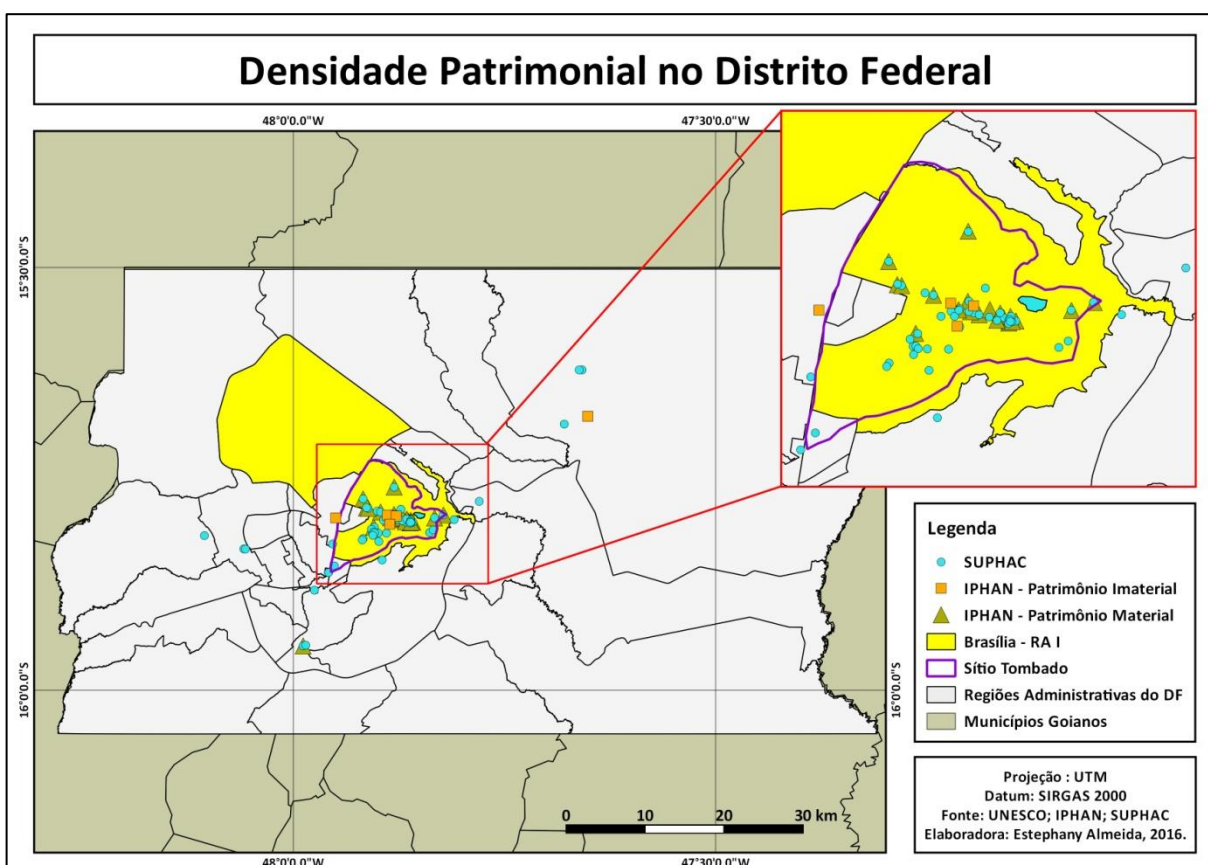 Densidade Patrimonial no Distrito Federal
48°0'0.0"W
47°30'0.0"W
15°30'0.0"S
16°0'0.0"S
16°0'0.0"S
0 10 20 30 km
48°0'0.0"W
47°30'0.0"W
Legenda
SUPHAC
IPHAN - Patrimônio Imaterial
IPHAN - Patrimônio Material
Brasília - RA I
Sítio Tombado
Regiões Administrativas do DF
Municípios Goianos
Projeção : UTM
Datum: SIRGAS 2000
Fonte: UNESCO; IPHAN; SUPHAC
Elaboradora: Estephany Almeida, 2016.